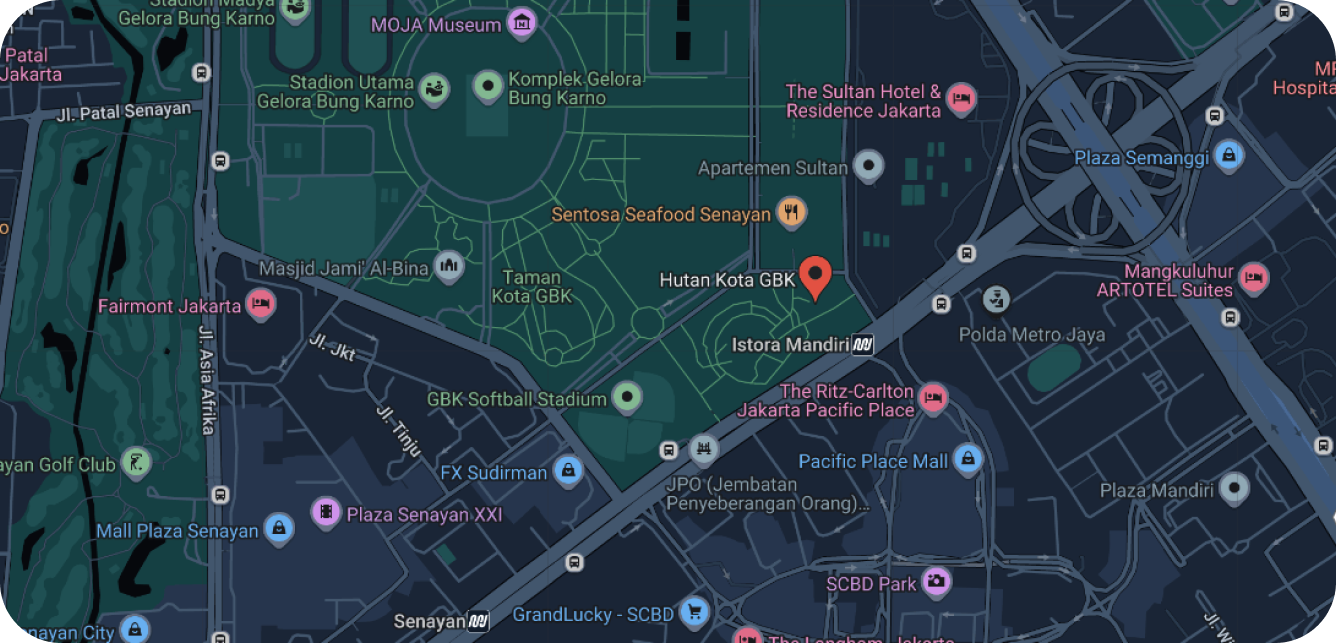 Stadion Madya
Gelora Bung Karno
MOJA Museum
Patal
Jakarta
Stadion Utama
Gelora Bung Karno
Komplek Gelora
Bung Karno
The Sultan Hotel &
Residence Jakarta
Hospita
Jl. Patal Senayan
Plaza Semanggi
Apartemen Sultan
Sentosa Seafood Senayan
Masjid Jami' Al-Bina
Taman
Kota GBK
Hutan Kota GBK
Mangkuluhur
ARTOTEL Suites
Fairmont Jakarta
Jl. Asia Afrika
Jl. Jkt
Istora Mandiri
Polda Metro Jaya
The Ritz-Carlton
Jakarta Pacific Place
GBK Softball Stadium
Jl. Tinju
ayan Golf Club
FX Sudirman
Pacific Place Mall
JPO (Jembatan
Penyeberangan Orang)...
Plaza Mandiri
Plaza Senayan XXI
Mall Plaza Senayan
SCBD Park
Senayan
GrandLucky - SCBD
nayan City
The Langham, Jakarta
Jl. W